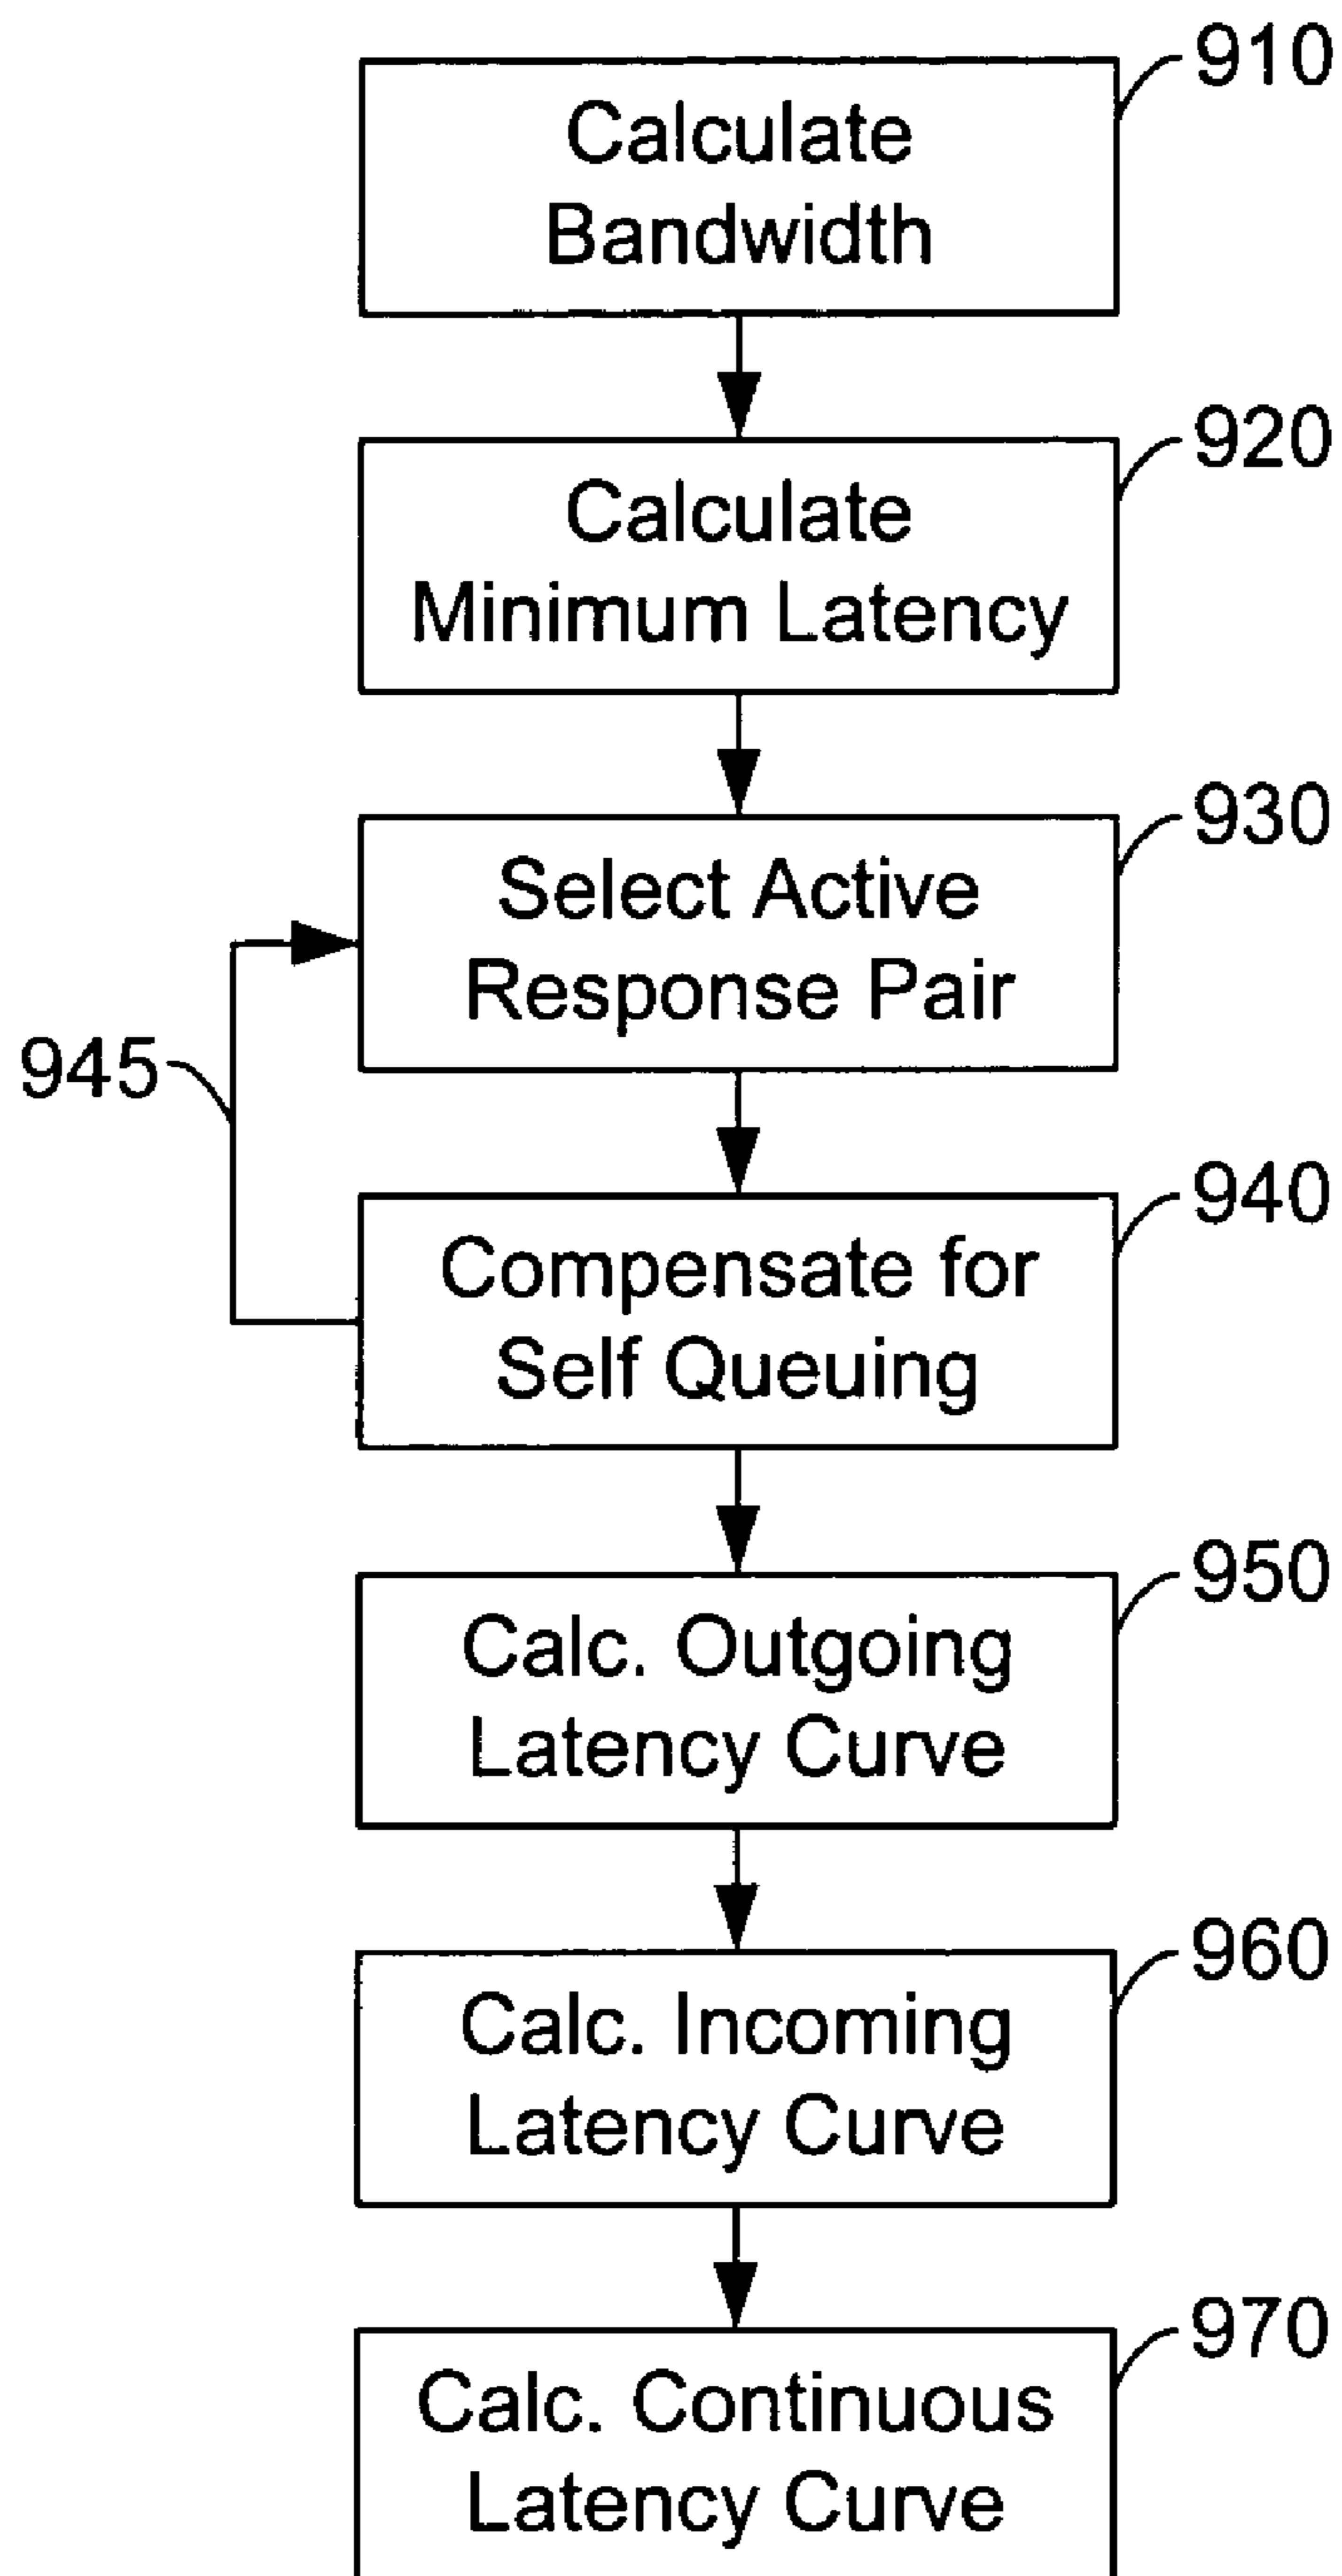 910
Calculate
Bandwidth
920
Calculate
Minimum Latency
930
Select Active
Response Pair
945
940
Compensate for
Self Queuing
950
Calc. Outgoing
Latency Curve
960
Calc. Incoming
Latency Curve
970
Calc. Continuous
Latency Curve